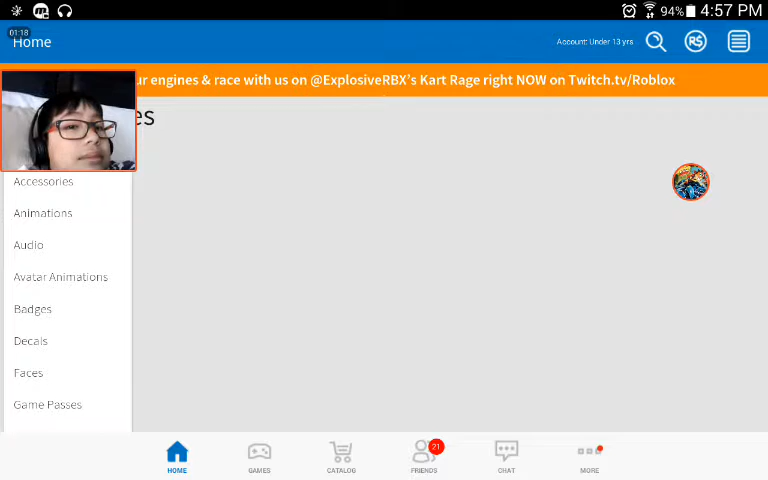 94% 4:57 PM
01:18
Home
Account: Under 13 yrs
R$
ur engines & race with us on @ExplosiveRBX's Kart Rage right NOW on Twitch.tv/Roblox
es
Accessories
Animations
Audio
Avatar Animations
Badges
Decals
Faces
Game Passes
21
HOME
GAMES
CATALOG
FRIENDS
CHAT
MORE